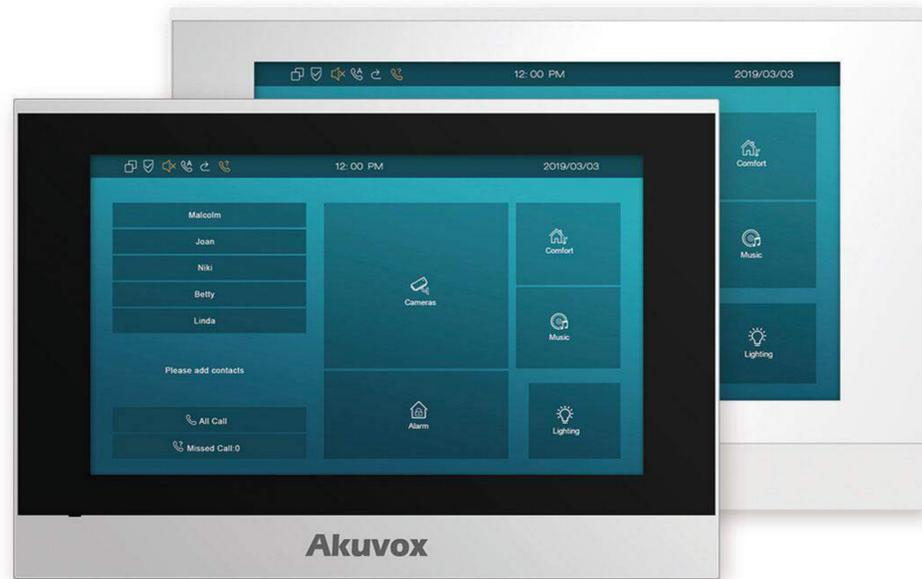 12:00 PM
2019/03/03
Comfort
Music
Lighting
12:00 PM
2019/03/03
Malcolm
Joan
Niki
Betty
Linda
Please add contacts
All Call
Missed Call:0
Cameras
Alarm
Comfort
Music
Lighting
Akuvox